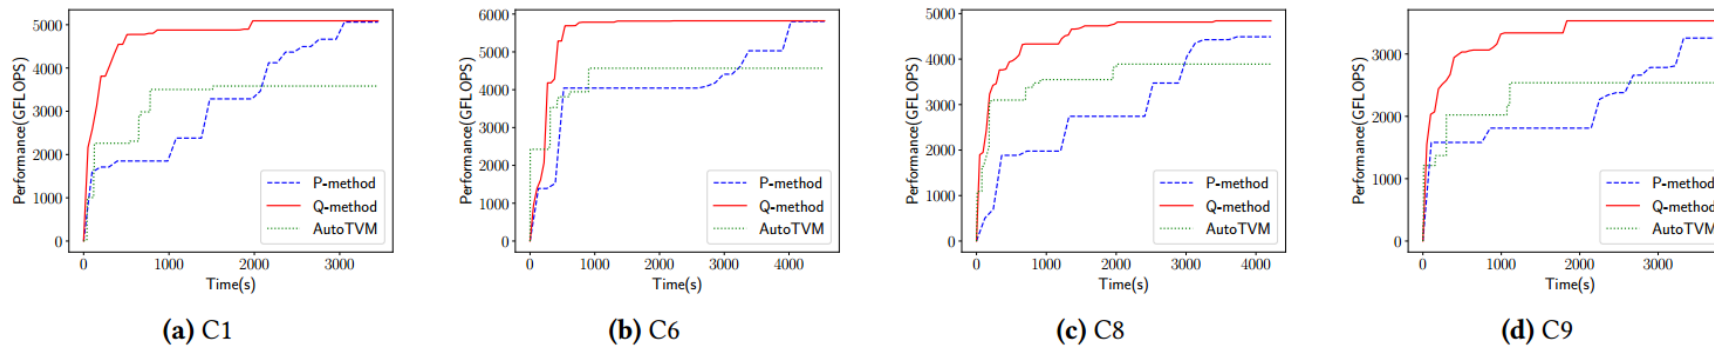 5000
4000
3000
2000
1000
0
Performance(GFLOPS)
P-method
Q-method
AutoTVM
0 1000 2000 3000
Time(s)
(a) C1
6000
5000
4000
3000
2000
1000
0
Performance(GFLOPS)
P-method
Q-method
AutoTVM
0 1000 2000 3000 4000
Time(s)
(b) C6
5000
4000
3000
2000
1000
0
Performance(GFLOPS)
P-method
Q-method
AutoTVM
0 1000 2000 3000 4000
Time(s)
(c) C8
3000
2000
1000
0
Performance(GFLOPS)
P-method
Q-method
AutoTVM
0 1000 2000 3000
Time(s)
(d) C9